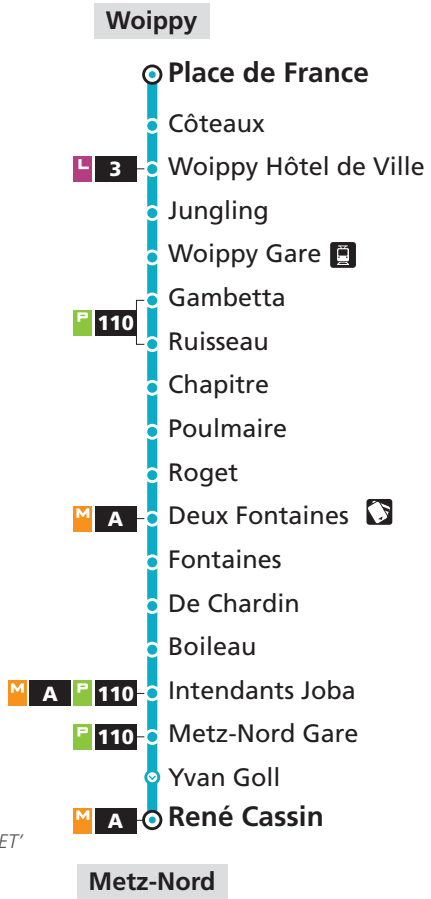 Woippy
Place de France
Côteaux
L 3 Woippy Hôtel de Ville
Jungling
Woippy Gare
Gambetta
P 110
Ruisseau
Chapitre
Poulmaire
Roget
M A Deux Fontaines
Fontaines
De Chardin
Boileau
M A P 110 Intendants Joba
P 110 Metz-Nord Gare
Yvan Goll
M A René Cassin
ET'
Metz-Nord